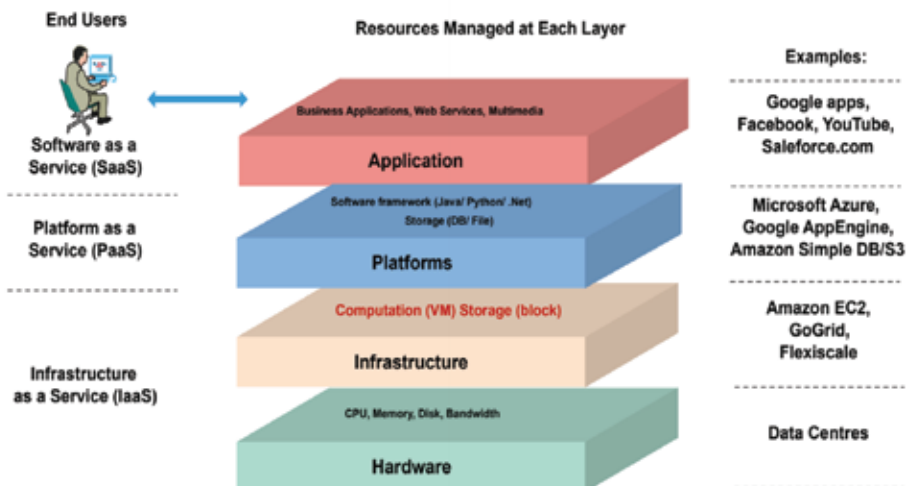 End Users
Resources Managed at Each Layer
Examples:
Business Applications, Web Services, Multimedia
Application
Software as a
Service (SaaS)
Google apps,
Facebook, YouTube,
Saleforce.com
Software framework (Java/ Python/ .Net)
Storage (DB/ File)
Platforms
Platform as a
Service (PaaS)
Microsoft Azure,
Google AppEngine,
Amazon Simple DB/S3
Computation (VM) Storage (block)
Infrastructure
Amazon EC2,
GoGrid,
Flexiscale
Infrastructure
as a Service (IaaS)
CPU, Memory, Disk, Bandwidth
Hardware
Data Centres